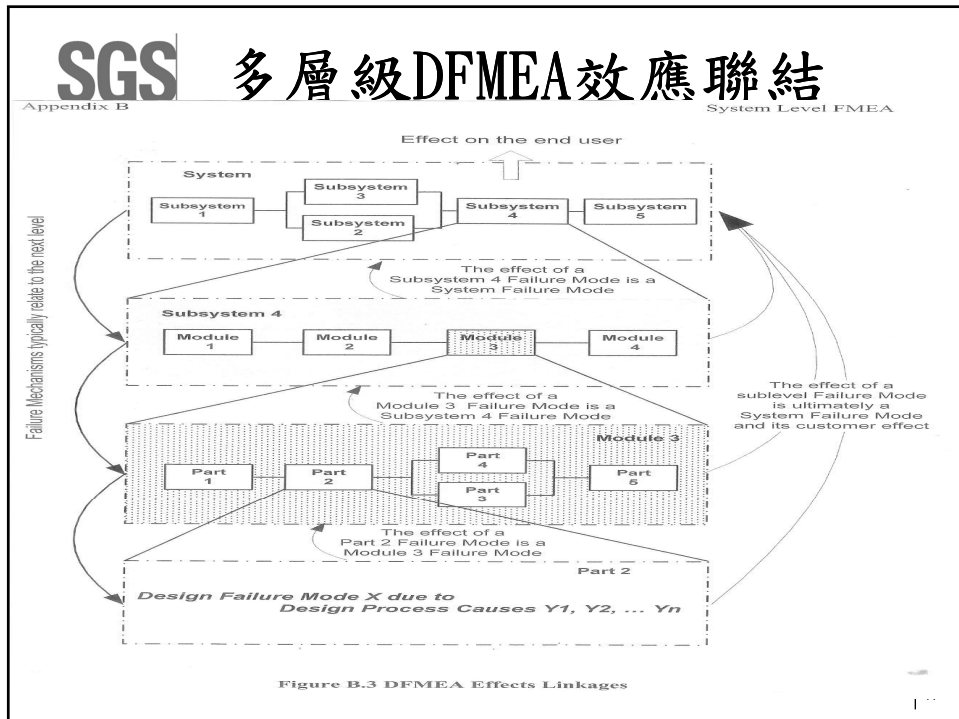 SGS 多層級DFMEA效應聯結
Appendix B
System Level FMEA
Effect on the end user
System
Subsystem
1
Subsystem
3
Subsystem
2
Subsystem
4
Subsystem
5
The effect of a
Subsystem 4 Failure Mode is a
System Failure Mode
Failure Mechanisms typically relate to the next level
Subsystem 4
Module
1
Module
2
Module
3
Module
4
The effect of a
Module 3 Failure Mode is a
Subsystem 4 Failure Mode
The effect of a
sublevel Failure Mode
is ultimately a
System Failure Mode
and its customer effect
Module 3
Part
1
Part
2
Part
4
Part
3
Part
5
The effect of a
Part 2 Failure Mode is a
Module 3 Failure Mode
Part 2
Design Failure Mode X due to
Design Process Causes Y1, Y2, ... Yn
Figure B.3 DFMEA Effects Linkages